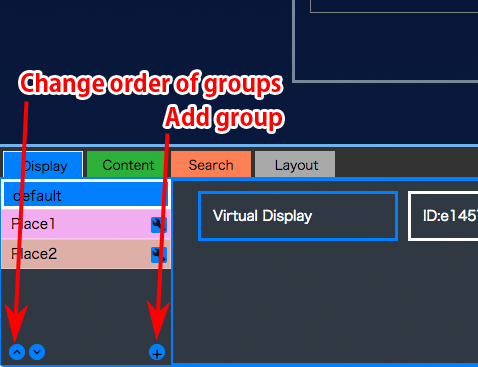 Change order of groups
Add group
Display
Content
Search
Layout
default
Place1
Place2
Virtual Display
ID:e145